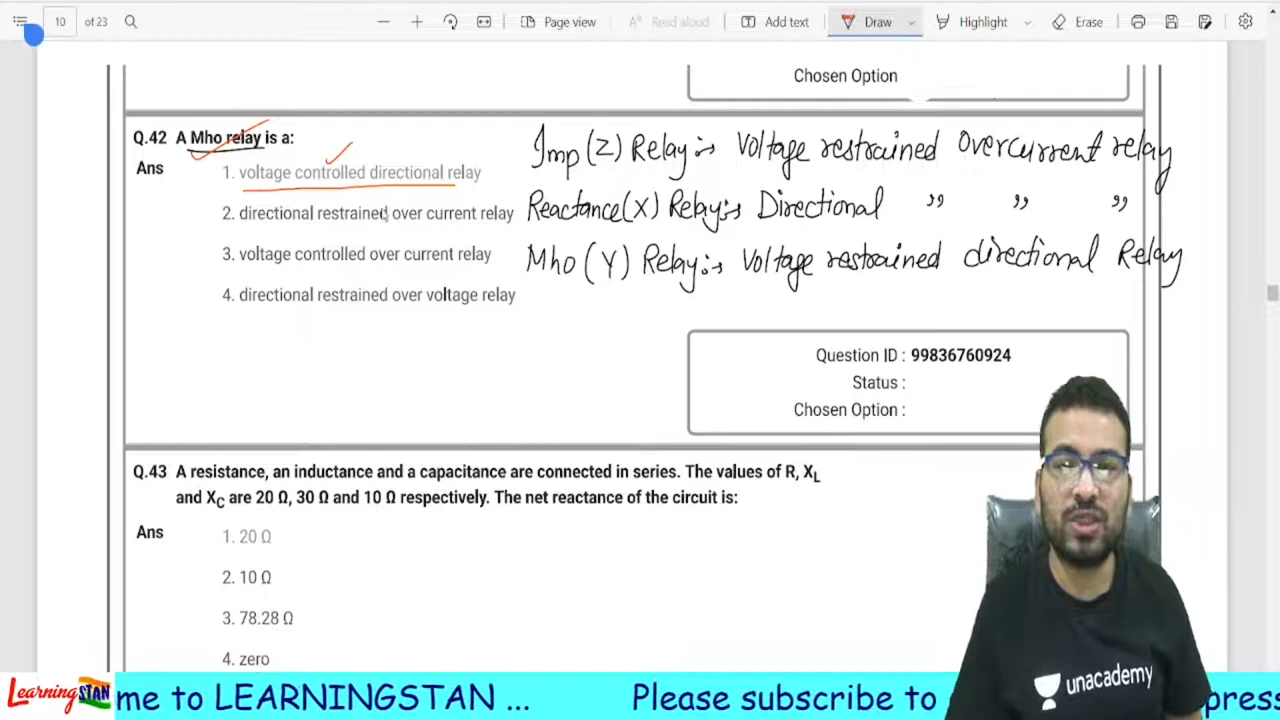 10 of 23
Page view
Read aloud
Add text
Draw
Highlight
Erase
Chosen Option
Q.42 A Mho relay is a:
Ans
1. voltage controlled directional relay
2. directional restrained over current relay
3. voltage controlled over current relay
4. directional restrained over voltage relay
Imp (Z) Relay:→ Voltage restrained Overcurrent relay
Reactance (X) Relay:→ Directional " " "
Mho (Y) Relay:→ Voltage restrained directional Relay
Question ID : 99836760924
Status :
Chosen Option :
Q.43 A resistance, an inductance and a capacitance are connected in series. The values of R, XL
and XC are 20 Ω, 30 Ω and 10 Ω respectively. The net reactance of the circuit is:
Ans
1. 20 Ω
2. 10 Ω
3. 78.28 Ω
4. zero
unacademy
LearningSTAN
me to LEARNINGSTAN ... Please subscribe to press